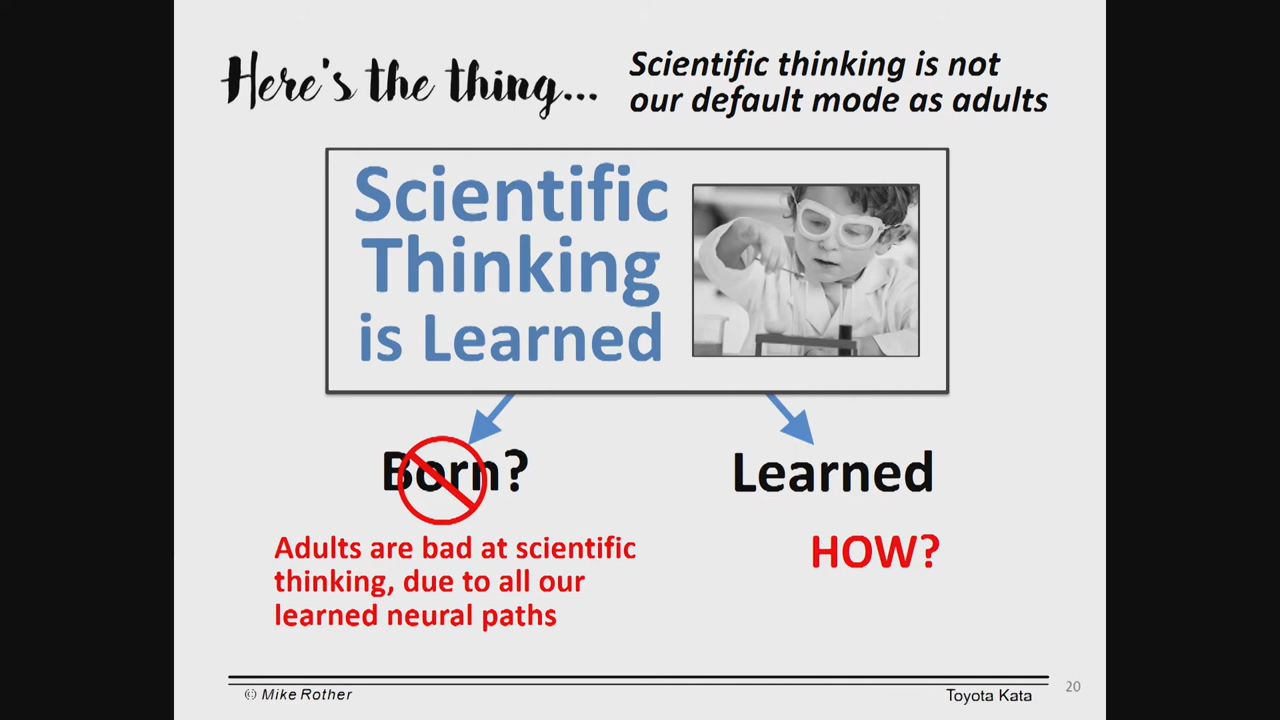 Here's the thing...
Scientific thinking is not
our default mode as adults
Scientific
Thinking
is Learned
Born?
Learned
Adults are bad at scientific
thinking, due to all our
learned neural paths
HOW?
© Mike Rother
Toyota Kata
20